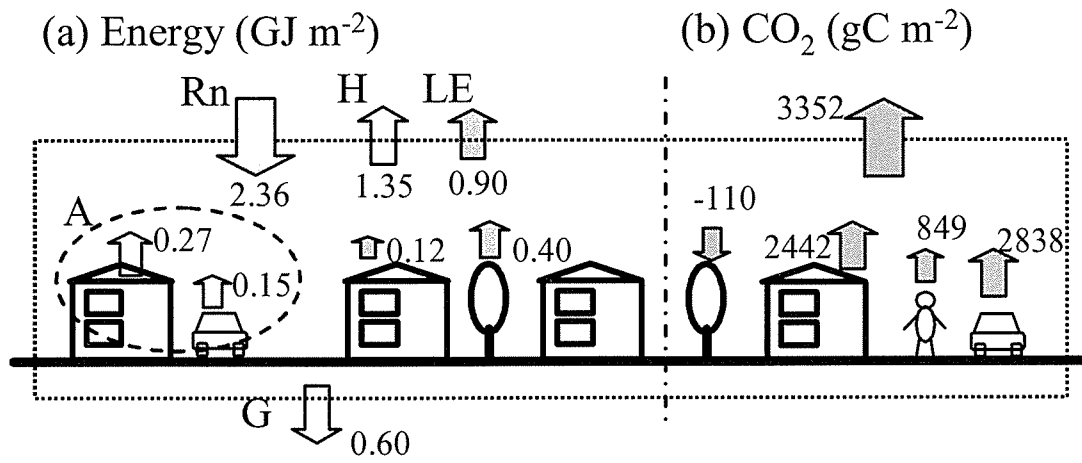 (a) Energy (GJ m-2)
(b) CO2 (gC m-2)
Rn
H
LE
3352
2.36
1.35
0.90
-110
A
0.27
0.12
0.40
2442
849
2838
0.15
G
0.60